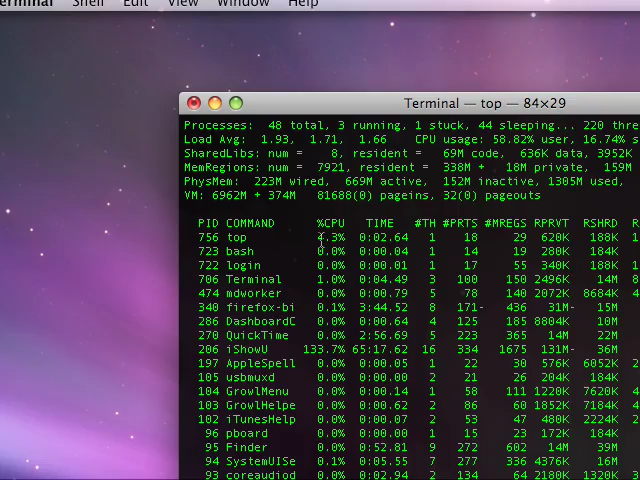 Terminal Shell Edit View Window Help
Terminal — top — 84×29
Processes: 48 total, 3 running, 1 stuck, 44 sleeping... 220 thre
Load Avg: 1.93, 1.71, 1.66 CPU usage: 58.82% user, 16.74% s
SharedLibs: num = 8, resident = 69M code, 636K data, 3952K
MemRegions: num = 7921, resident = 338M + 18M private, 159M
PhysMem: 223M wired, 669M active, 152M inactive, 1305M used,
VM: 6962M + 374M 81688(0) pageins, 32(0) pageouts
PID COMMAND %CPU TIME #TH #PRTS #MREGS RPRVT RSHRD R
756 top 4.3% 0:02.64 1 18 29 620K 188K 1
723 bash 0.0% 0:00.04 1 14 19 280K 184K
722 login 0.0% 0:00.01 1 17 55 340K 188K 1
706 Terminal 1.0% 0:04.49 3 100 150 2496K 14M
474 mdworker 0.0% 0:00.79 5 78 140 2072K 8684K 4
340 firefox-bi 0.1% 3:44.52 8 171- 436 31M- 15M
286 DashboardC 0.0% 0:00.64 4 125 185 8804K 10M
270 QuickTime 0.0% 2:56.69 5 223 365 14M 22M
206 iShowU 133.7% 65:17.62 16 334 1675 131M- 36M
197 AppleSpell 0.0% 0:00.05 1 22 30 576K 6052K 2
105 usbmuxd 0.0% 0:00.00 2 21 26 204K 184K
104 GrowlMenu 0.0% 0:00.14 1 58 111 1220K 7620K 4
103 GrowlHelpe 0.0% 0:00.62 2 86 60 1852K 7184K 4
102 iTunesHelp 0.0% 0:00.07 2 53 47 480K 2224K 2
96 pboard 0.0% 0:00.00 1 15 23 172K 184K
95 Finder 0.0% 0:52.81 9 272 602 14M 39M
94 SystemUISe 0.1% 0:05.55 7 277 336 4376K 16M
93 coreaudiod 0.0% 0:02.94 2 134 64 2180K 1320K 3